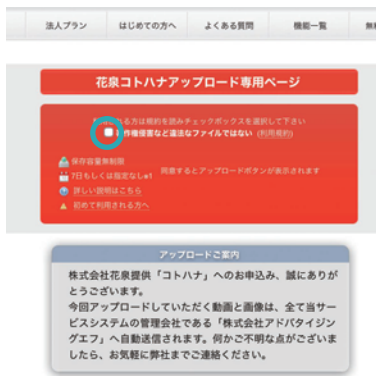 法人プラン はじめての方へ よくある質問 機能一覧
花泉コトハナアップロード専用ページ
される方は規約を読みチェックボックスを選択して下さい
作権侵害など違法なファイルではない (利用規約)
保存容量無制限
7日もしくは指定なし※1
同意するとアップロードボタンが表示されます
詳しい説明はこちら
初めて利用される方へ
アップロードご案内
株式会社花泉提供「コトハナ」へのお申込み、誠にありが
とうございます。
今回アップロードしていただく動画と画像は、全て当サー
ビスシステムの管理会社である「株式会社アドバタイジン
グエフ」へ自動送信されます。何かご不明な点がございま
したら、お気軽に弊社までご連絡ください。